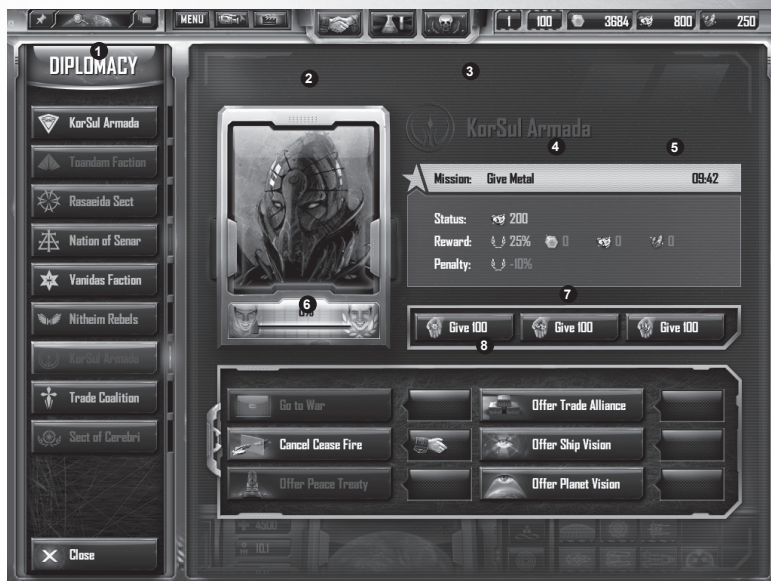 MENU
1 100 3684 800 250
1
DIPLOMACY
2
3
KorSul Armada
Toandam Faction
Rasaeida Sect
Nation of Senar
Vanidas Faction
Nitheim Rebels
KorSul Armada
Trade Coalition
Sect of Cerebri
Close
KorSul Armada
4
5
Mission: Give Metal 09:42
Status: 200
Reward: 25% 0 0 0
Penalty: -10%
6
7
Give 100 Give 100 Give 100
8
Go to War
Offer Trade Alliance
Cancel Cease Fire
Offer Ship Vision
Offer Peace Treaty
Offer Planet Vision
4500
10.1